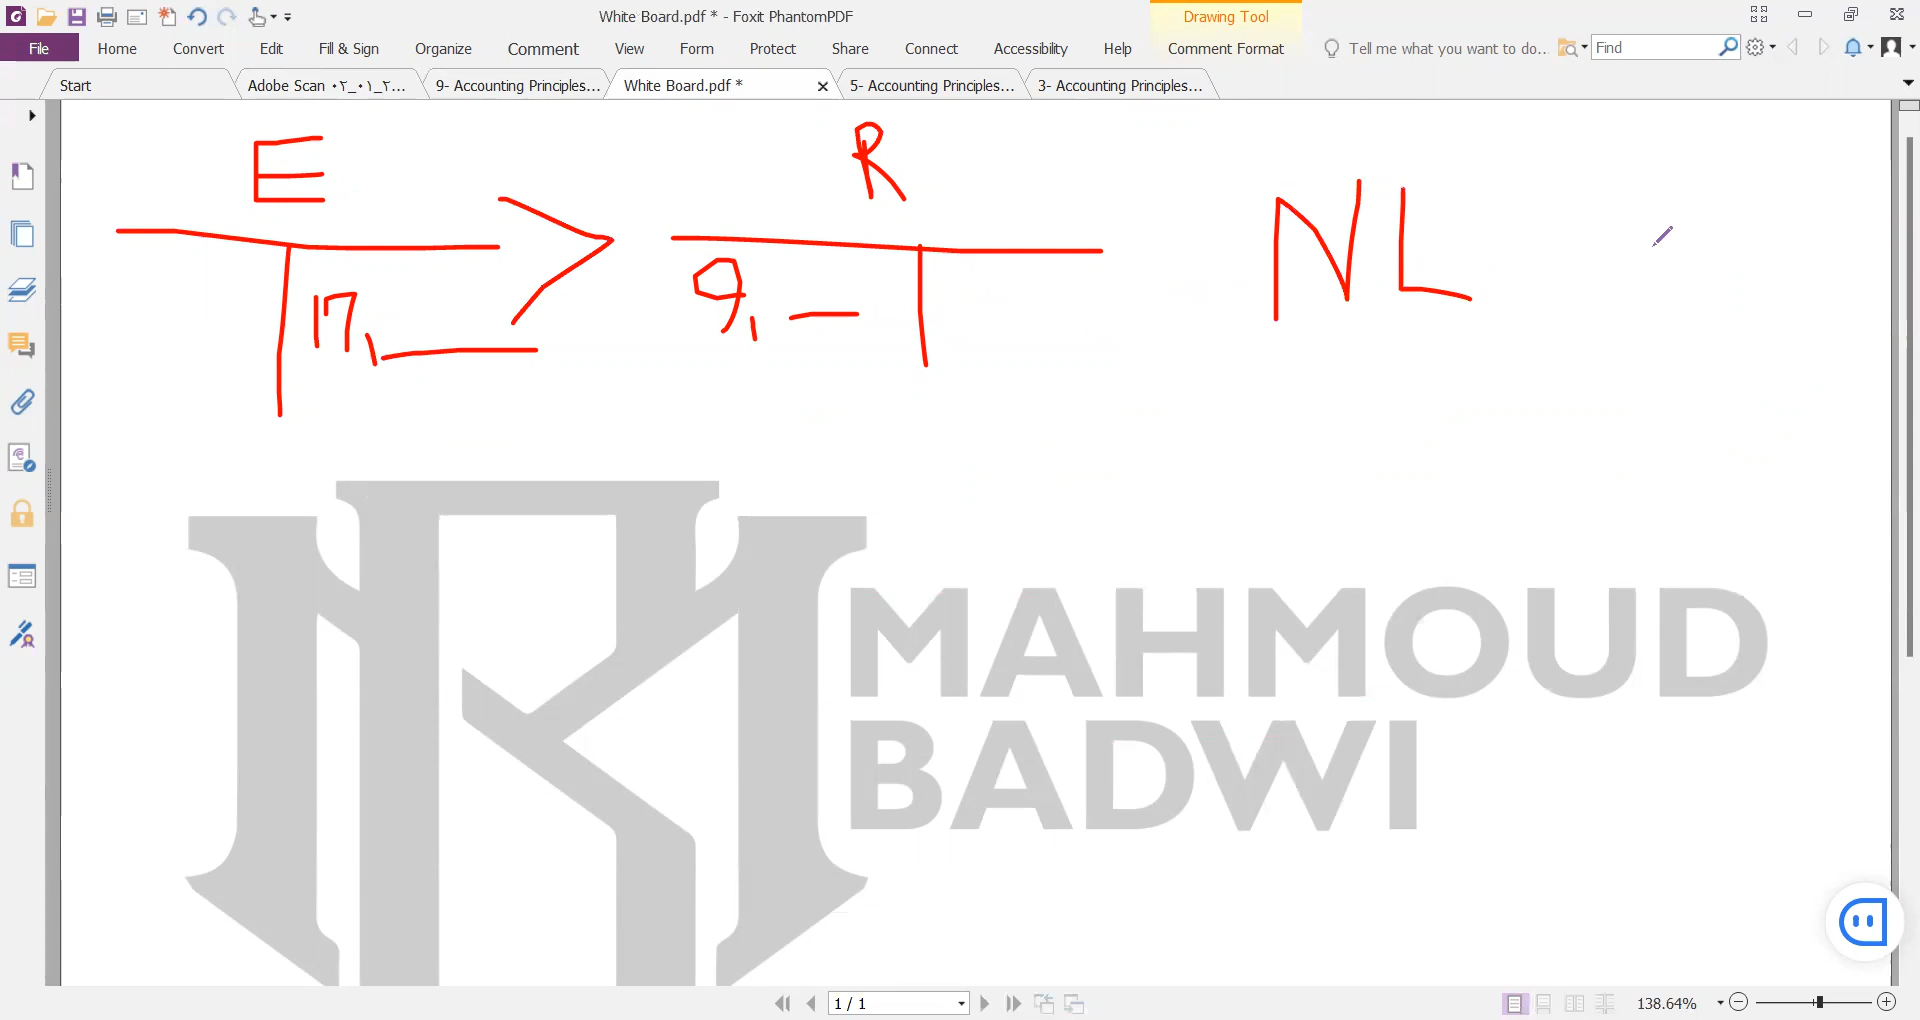 White Board.pdf * - Foxit PhantomPDF
Drawing Tool
File Home Convert Edit Fill & Sign Organize Comment View Form Protect Share Connect Accessibility Help Comment Format Tell me what you want to do... Find
Start Adobe Scan ٠٢_٠١_٢... 9- Accounting Principles... White Board.pdf * 5- Accounting Principles... 3- Accounting Principles...
E > R NL
17,— 9,—
MAHMOUD
BADWI
1 / 1 138.64%